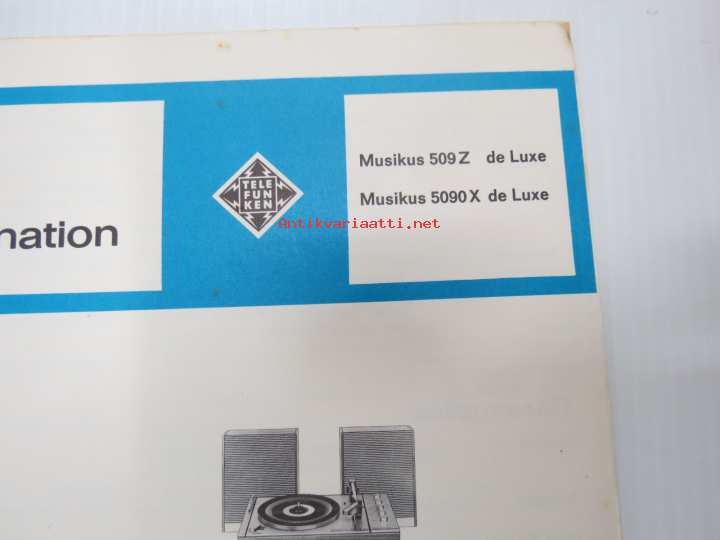 Musikus 509 Z de Luxe
Musikus 5090 X de Luxe
TELE
FUN
KEN
Antikvariaatti.net
nation